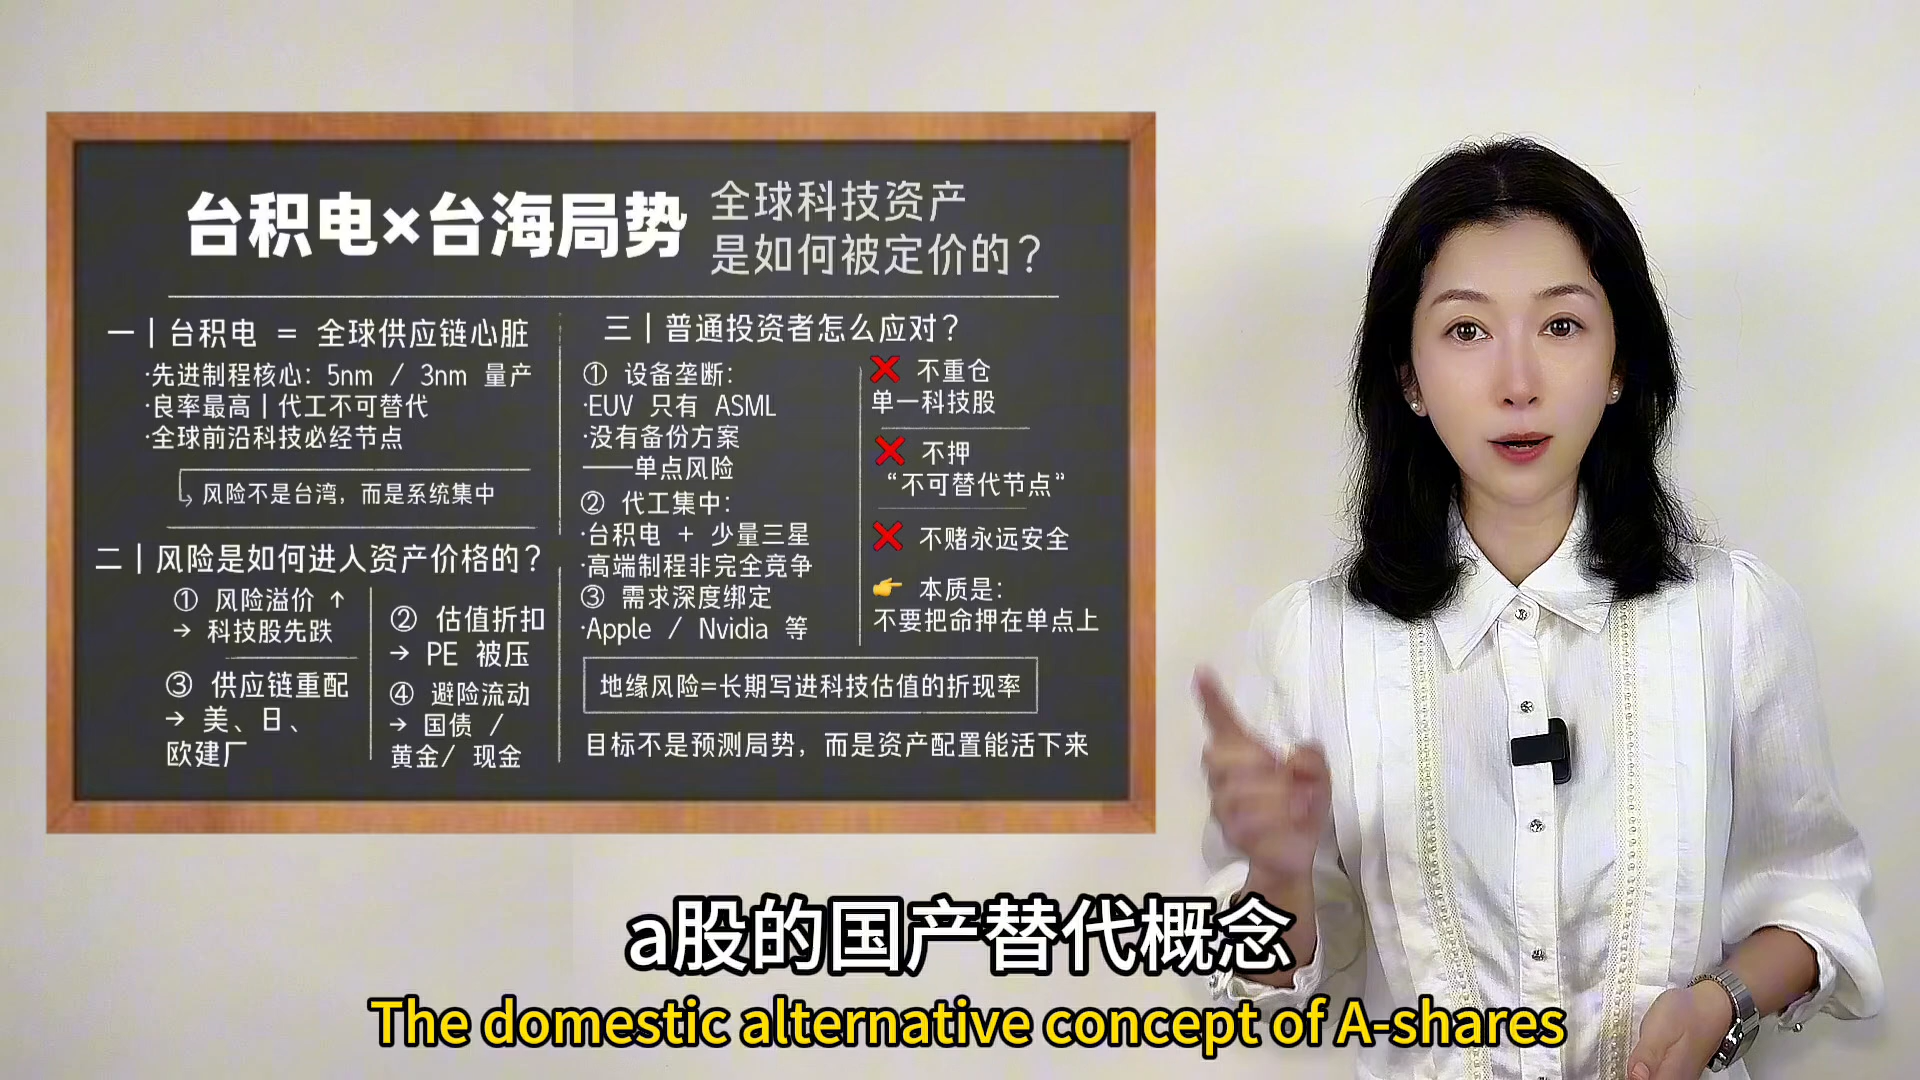 台积电×台海局势
全球科技资产
是如何被定价的？
一｜台积电 = 全球供应链心脏
·先进制程核心：5nm / 3nm 量产
·良率最高｜代工不可替代
·全球前沿科技必经节点
风险不是台湾，而是系统集中
二｜风险是如何进入资产价格的？
① 风险溢价 ↑
→ 科技股先跌
② 估值折扣
→ PE 被压
③ 供应链重配
→ 美、日、
欧建厂
④ 避险流动
→ 国债 /
黄金/ 现金
三｜普通投资者怎么应对？
① 设备垄断：
·EUV 只有 ASML
·没有备份方案
——单点风险
② 代工集中：
·台积电 + 少量三星
·高端制程非完全竞争
③ 需求深度绑定
·Apple / Nvidia 等
❌ 不重仓
单一科技股
❌ 不押
“不可替代节点”
❌ 不赌永远安全
👉 本质是：
不要把命押在单点上
地缘风险=长期写进科技估值的折现率
目标不是预测局势，而是资产配置能活下来
a股的国产替代概念
The domestic alternative concept of A-shares